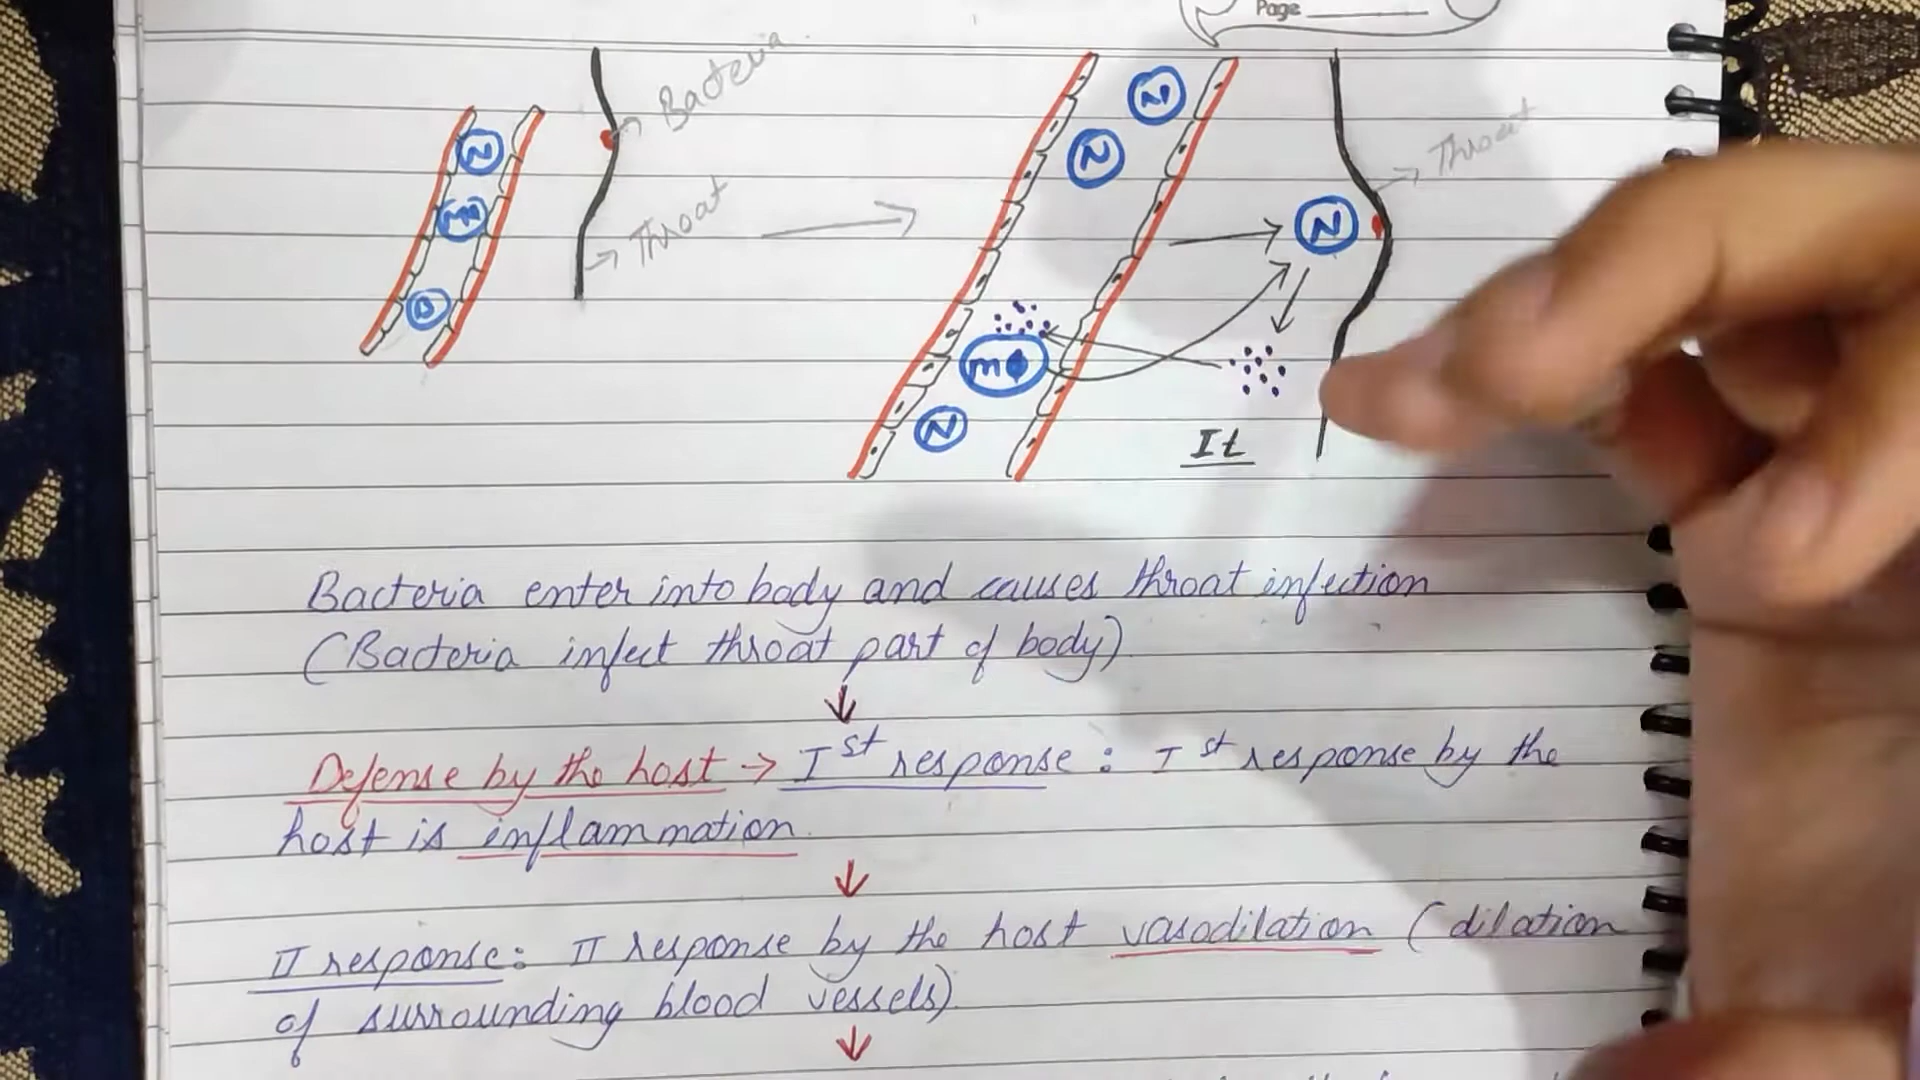 Page
Bacteria
Throat
N
M
B
N
N
N
mϕ
N
Throat
It
Bacteria enter into body and causes throat infection
(Bacteria infect throat part of body)
↓
Defense by the host → Ist response : Ist response by the
host is inflammation.
↓
II response: II response by the host vasodilation (dilation
of surrounding blood vessels).
↓